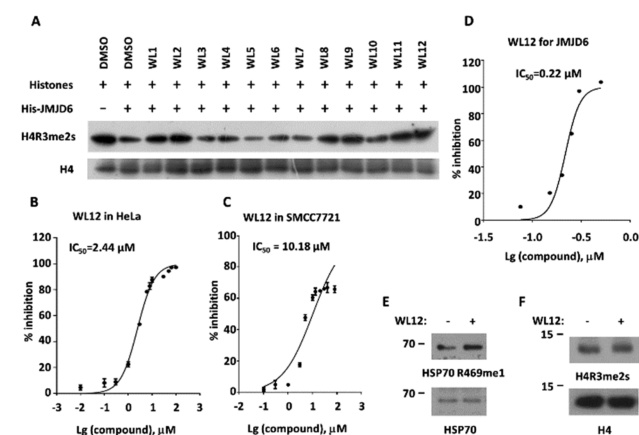 A
DMSO DMSO WL1 WL2 WL3 WL4 WL5 WL6 WL7 WL8 WL9 WL10 WL11 WL12
Histones + + + + + + + + + + + + + +
His-JMJD6 – + + + + + + + + + + + + +
H4R3me2s
H4
B
WL12 in HeLa
IC50=2.44 µM
% inhibition
120
100
80
60
40
20
0
-3 -2 -1 0 1 2 3
Lg (compound), µM
C
WL12 in SMCC7721
IC50 = 10.18 µM
% inhibition
100
80
60
40
20
0
-2 -1 0 1 2 3
Lg (compound), µM
D
WL12 for JMJD6
IC50=0.22 µM
% inhibition
120
100
80
60
40
20
0
-1.5 -1.0 -0.5 0.0
Lg (compound), µM
E
WL12: - +
70
HSP70 R469me1
70
HSP70
F
WL12: - +
15
H4R3me2s
15
H4